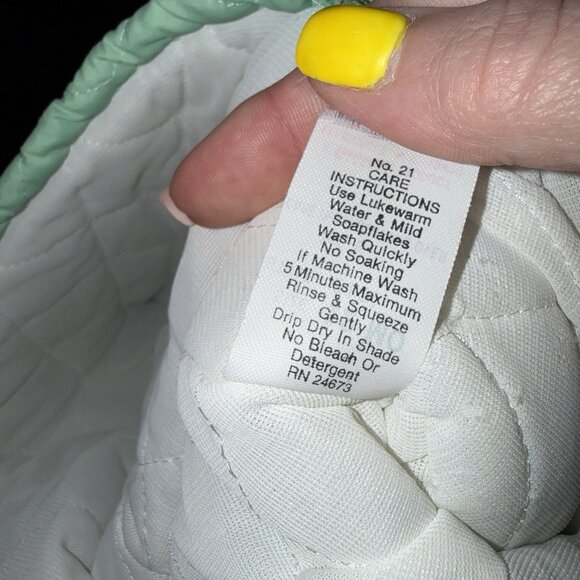 No. 21
CARE
INSTRUCTIONS
Use Lukewarm
Water & Mild
Soapflakes
Wash Quickly
No Soaking
If Machine Wash
5 Minutes Maximum
Rinse & Squeeze
Gently
Drip Dry In Shade
No Bleach Or
Detergent
RN 24673